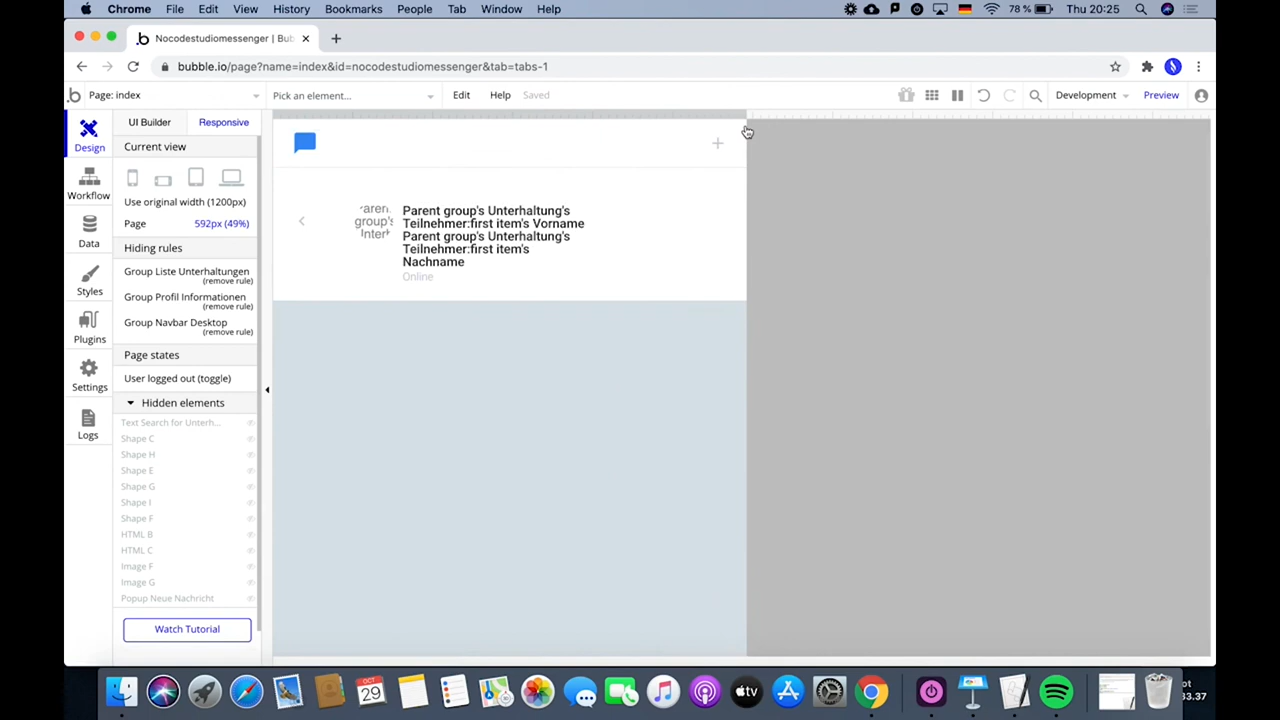 Chrome File Edit View History Bookmarks People Tab Window Help 78 % Thu 20:25
Nocodestudiomessenger | Bub
bubble.io/page?name=index&id=nocodestudiomessenger&tab=tabs-1
Page: index Pick an element... Edit Help Saved Development Preview
Design
Workflow
Data
Styles
Plugins
Settings
Logs
UI Builder Responsive
Current view
Use original width (1200px)
Page 592px (49%)
Hiding rules
Group Liste Unterhaltungen
(remove rule)
Group Profil Informationen
(remove rule)
Group Navbar Desktop
(remove rule)
Page states
User logged out (toggle)
Hidden elements
Text Search for Unterh...
Shape C
Shape H
Shape E
Shape G
Shape I
Shape F
HTML B
HTML C
Image F
Image G
Popup Neue Nachricht
Watch Tutorial
group's
Parent group's Unterhaltung's
Teilnehmer:first item's Vorname
Parent group's Unterhaltung's
Teilnehmer:first item's
Nachname
Online
OCT
29
tv
33.37